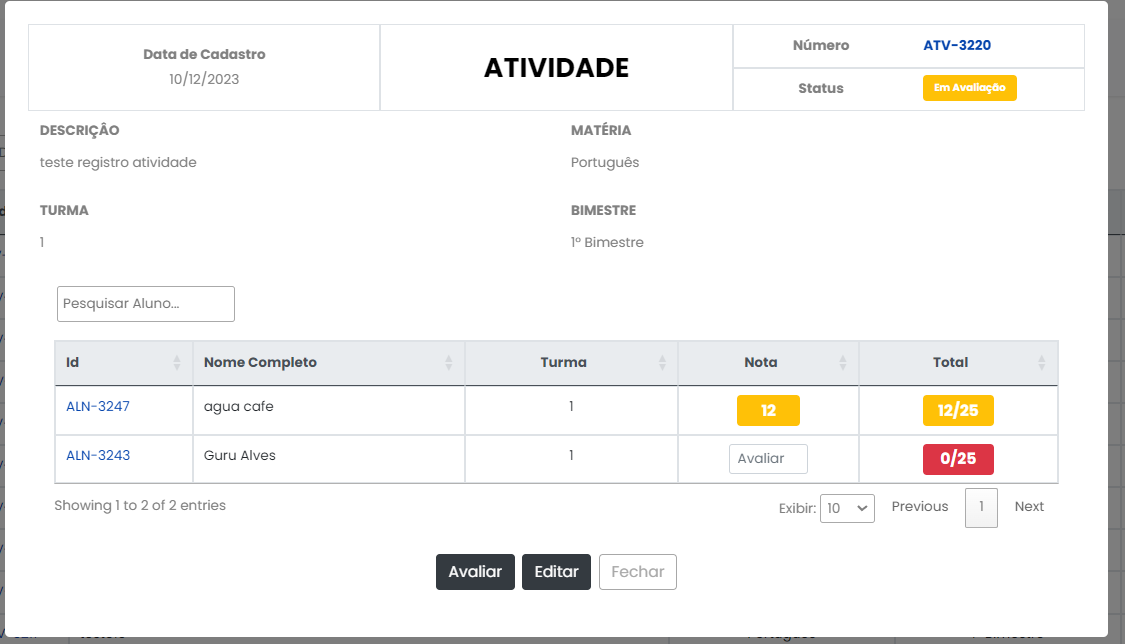 Data de Cadastro
10/12/2023
ATIVIDADE
Número ATV-3220
Status Em Avaliação
DESCRIÇÂO
teste registro atividade
MATÉRIA
Português
TURMA
1
BIMESTRE
1º Bimestre
Pesquisar Aluno...
Id Nome Completo Turma Nota Total
ALN-3247 agua cafe 1 12 12/25
ALN-3243 Guru Alves 1 Avaliar 0/25
Showing 1 to 2 of 2 entries
Exibir: 10 Previous 1 Next
Avaliar Editar Fechar